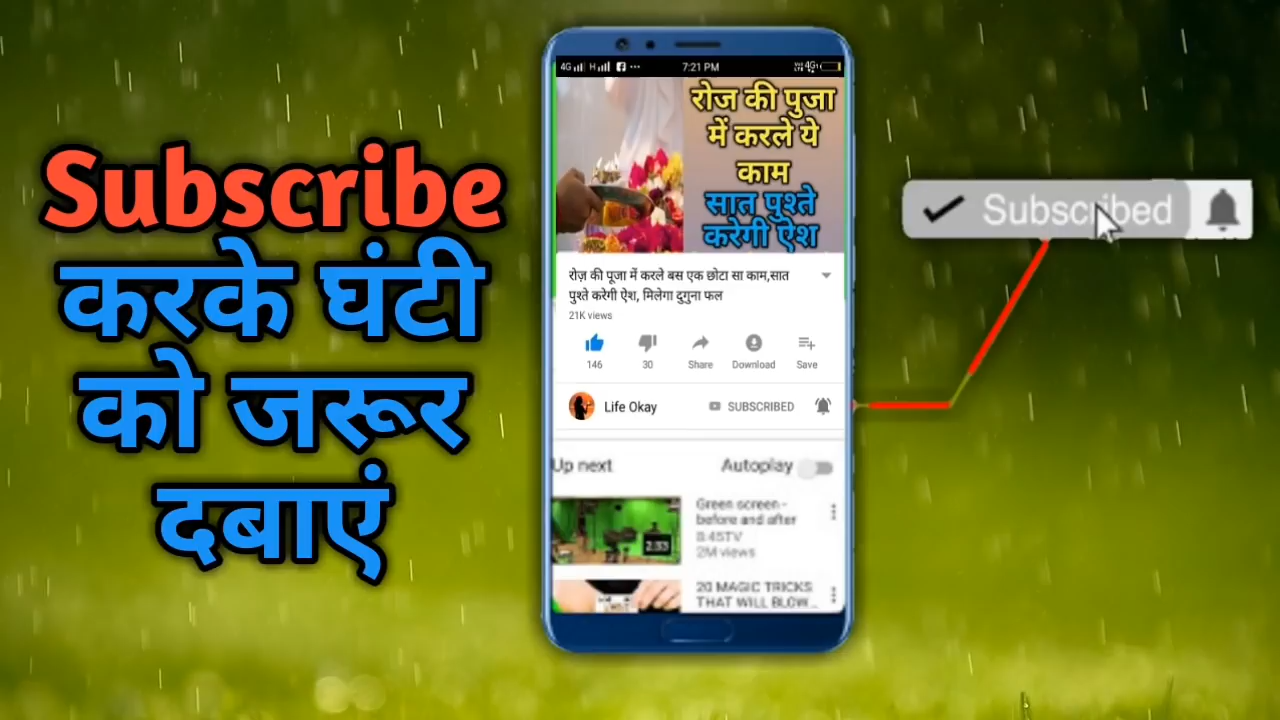 Subscribe
करके घंटी
को जरूर
दबाएं
4G H 7:21 PM 4G
रोज की पुजा
में करले ये
काम
सात पुश्ते
करेगी ऐश
रोज़ की पूजा में करले बस एक छोटा सा काम,सात
पुश्ते करेगी ऐश, मिलेगा दुगुना फल
21K views
146 30 Share Download Save
Life Okay SUBSCRIBED
Up next Autoplay
Green screen -
before and after
8:45TV
2M views
2:33
20 MAGIC TRICKS
THAT WILL BLOW...
Subscribed